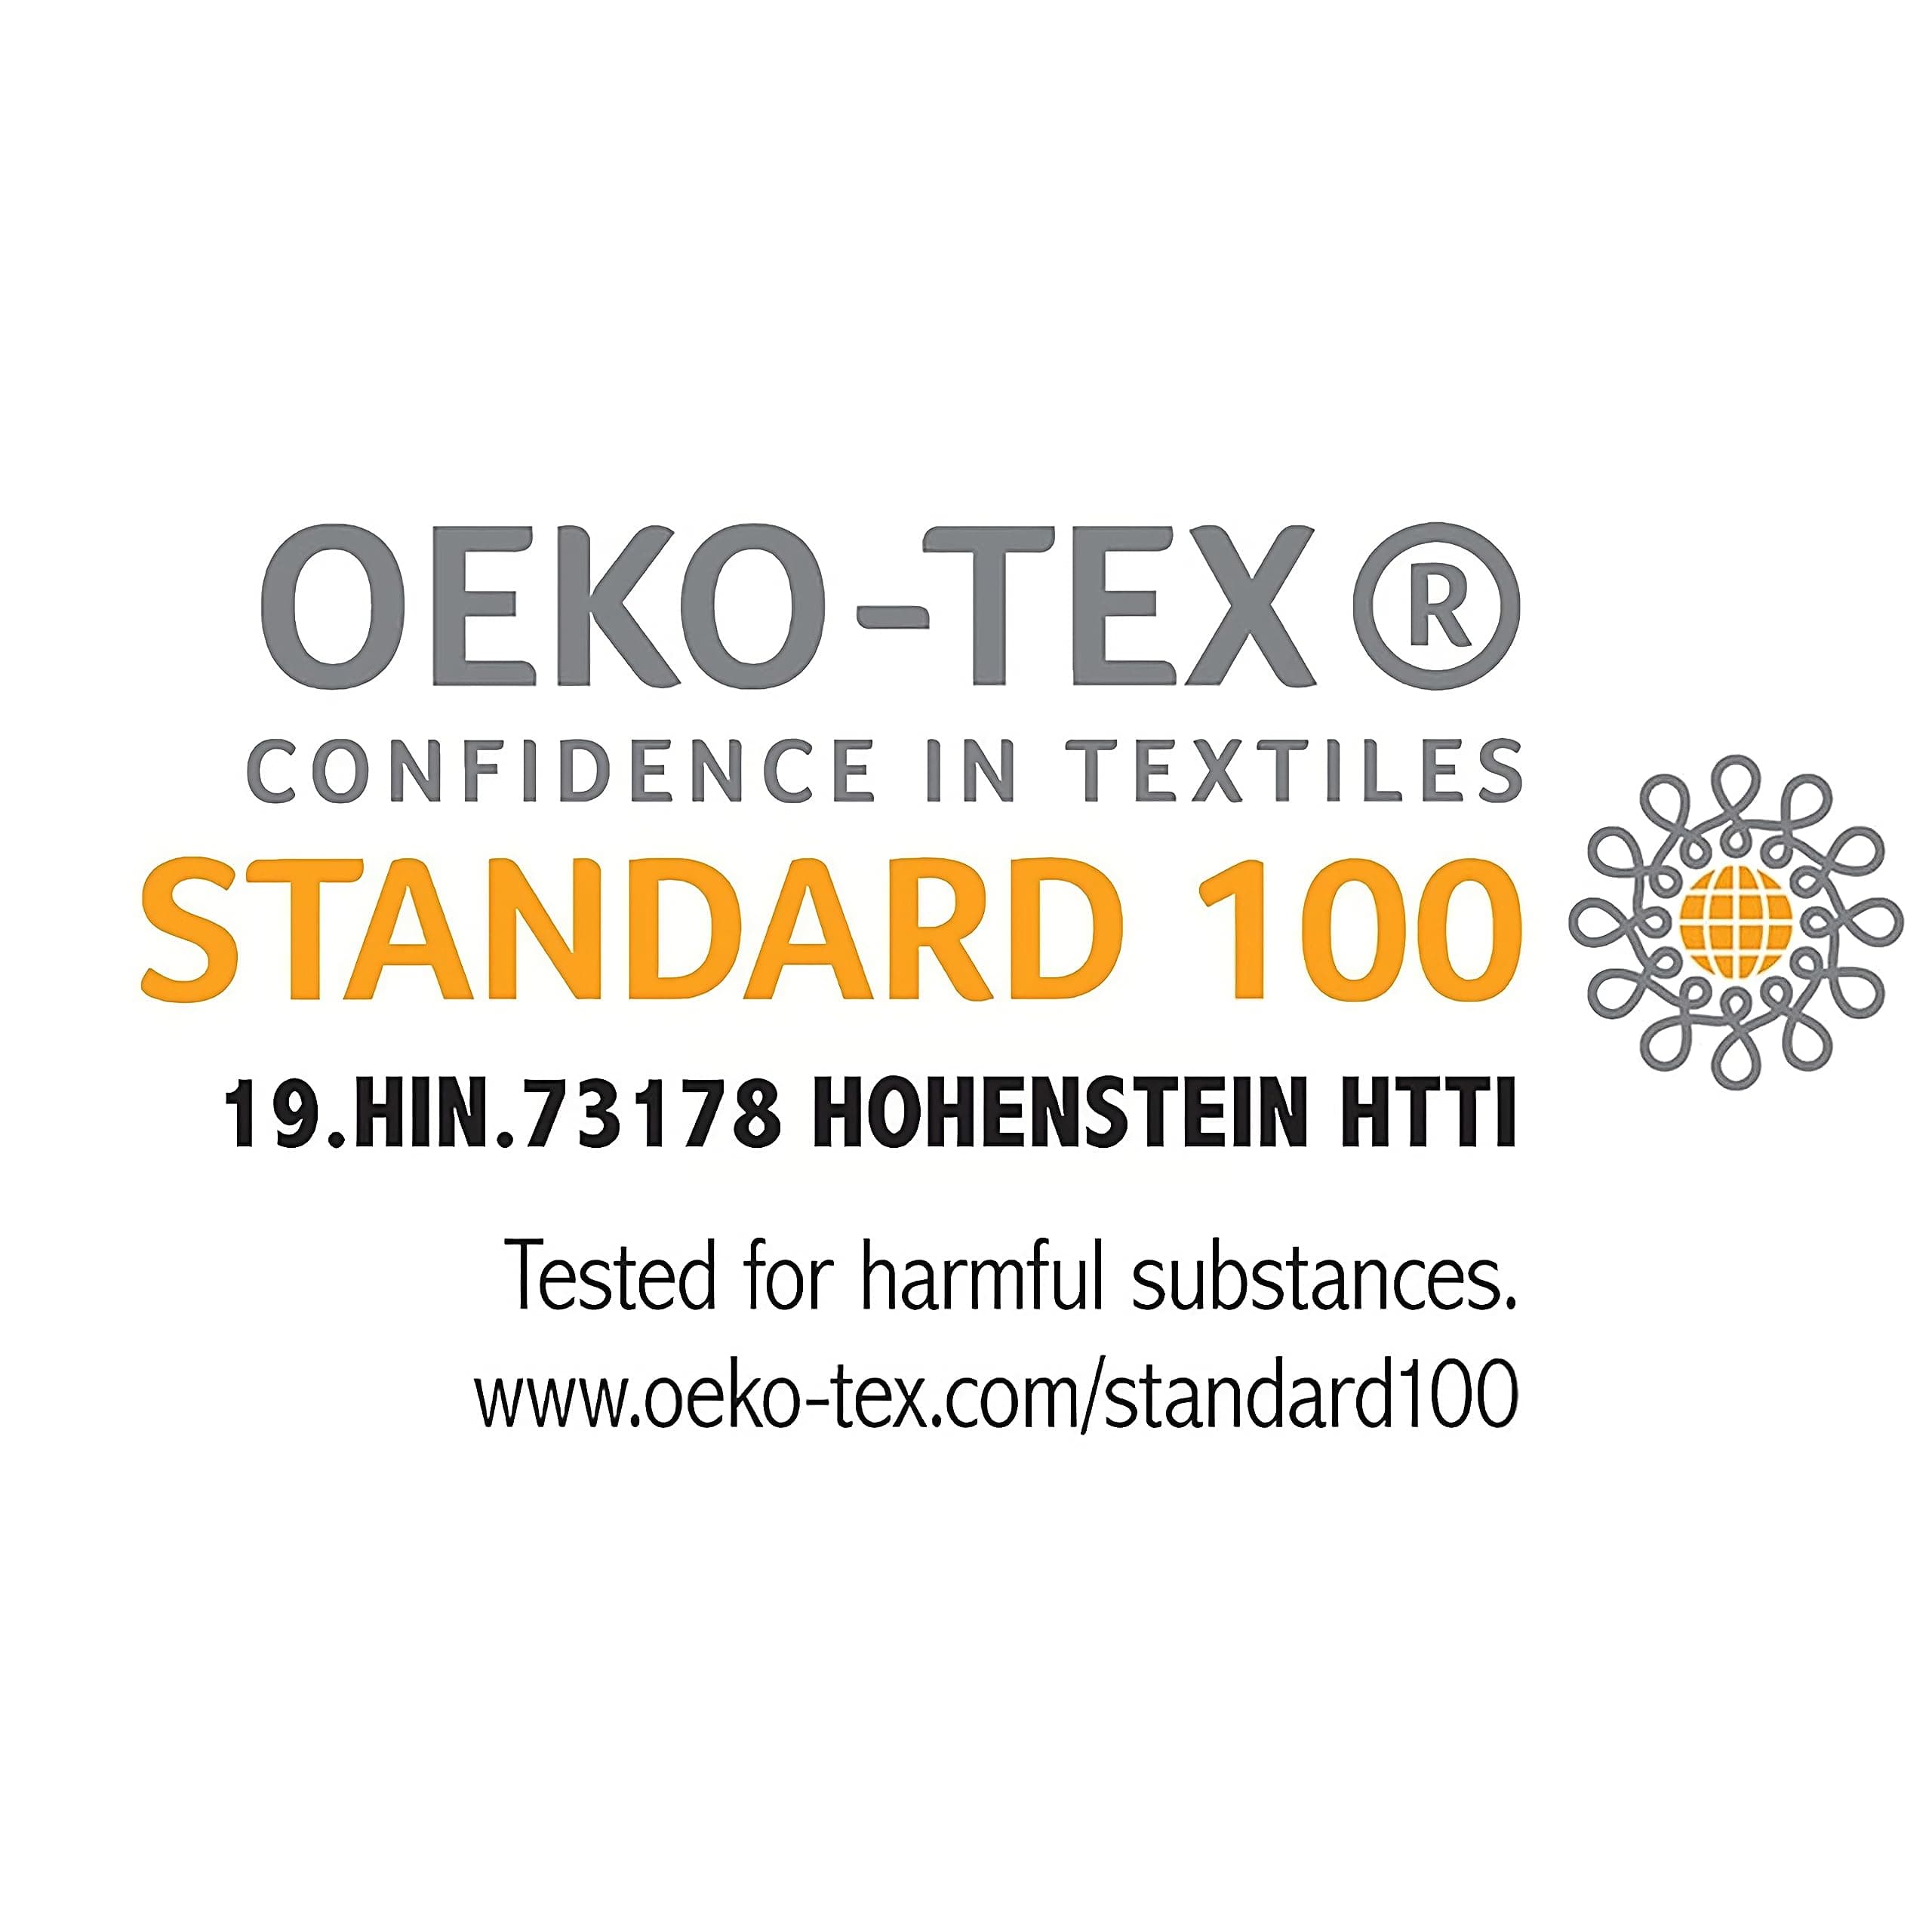 OEKO-TEX®
CONFIDENCE IN TEXTILES
STANDARD 100
19.HIN.73178 HOHENSTEIN HTTI
Tested for harmful substances.
www.oeko-tex.com/standard100